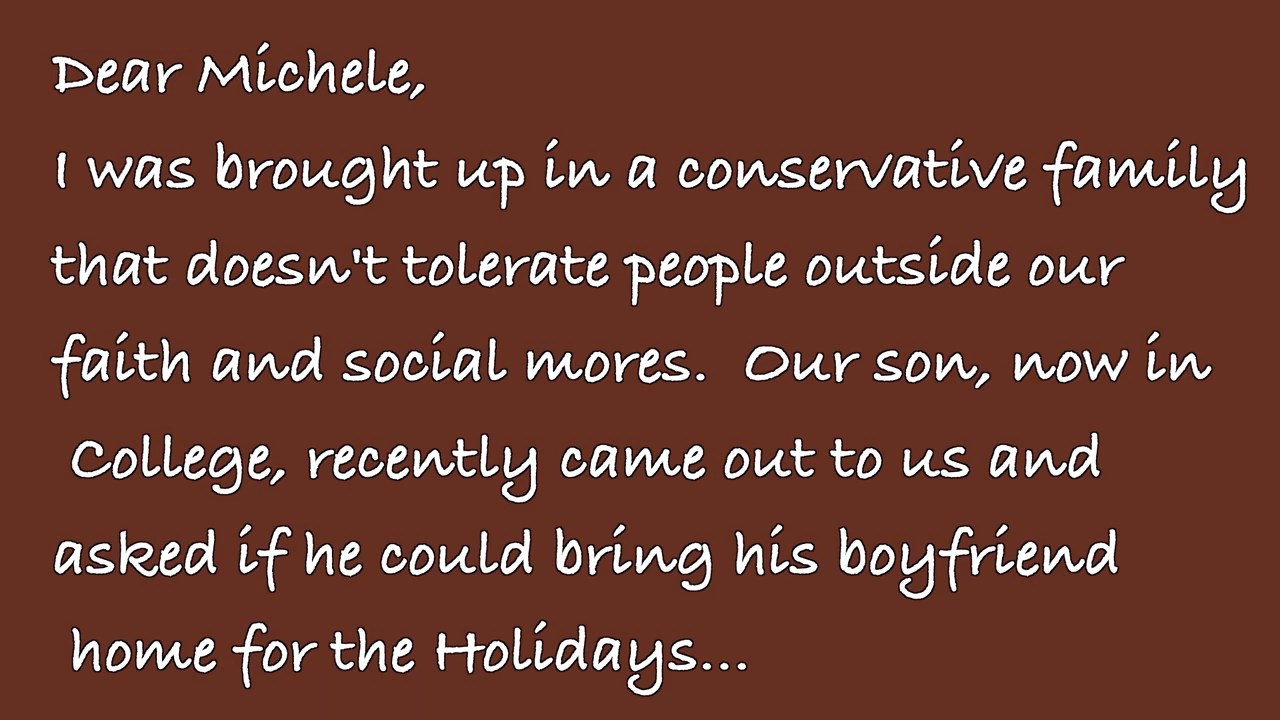 Dear Michele,
I was brought up in a conservative family
that doesn't tolerate people outside our
faith and social mores.  Our son, now in
College, recently came out to us and
asked if he could bring his boyfriend
home for the Holidays...